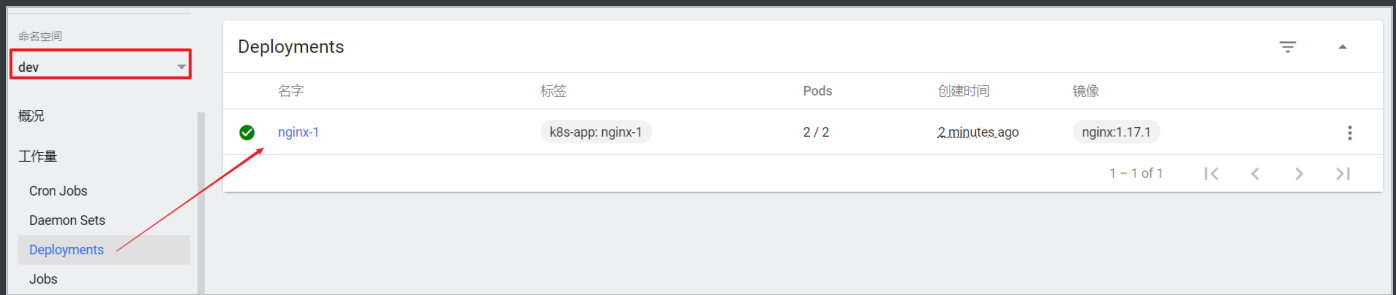 命名空间
dev
概况
工作量
Cron Jobs
Daemon Sets
Deployments
Jobs
Deployments
名字 标签 Pods 创建时间 镜像
nginx-1 k8s-app: nginx-1 2 / 2 2 minutes ago nginx:1.17.1
1 – 1 of 1